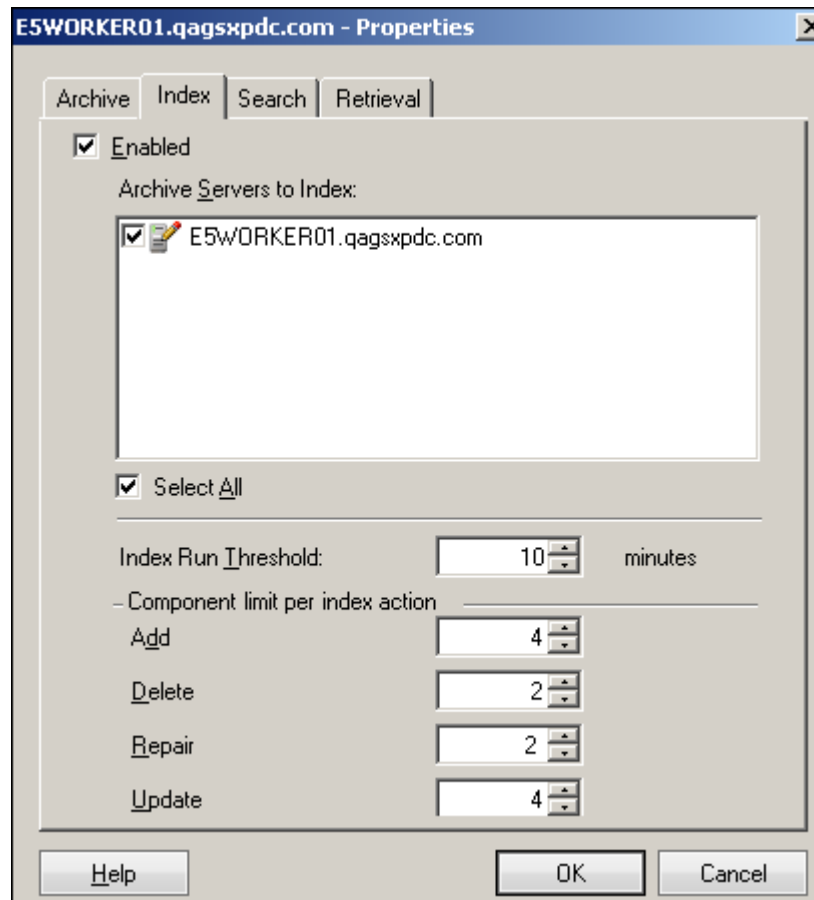 E5WORKER01.qagsxpdc.com - Properties
Archive Index Search Retrieval
Enabled
Archive Servers to Index:
E5WORKER01.qagsxpdc.com
Select All
Index Run Threshold: 10 minutes
Component limit per index action
Add 4
Delete 2
Repair 2
Update 4
Help OK Cancel